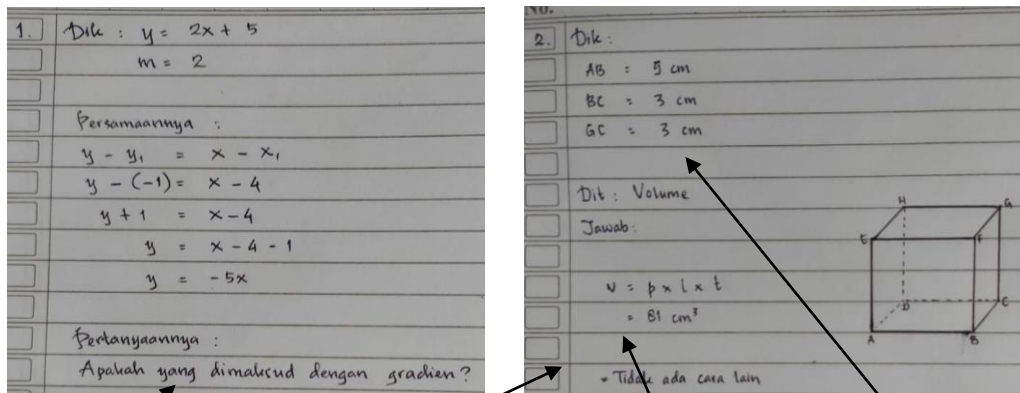 1. Dik : y = 2x + 5
m = 2
Persamaannya :
y - y₁ = x - x₁
y - (-1) = x - 4
y + 1 = x - 4
y = x - 4 - 1
y = - 5x
Pertanyaannya :
Apakah yang dimaksud dengan gradien?
No.
2. Dik :
AB = 5 cm
BC = 3 cm
GC = 3 cm
Dit : Volume
Jawab :
v = p x l x t
= 81 cm³
- Tidak ada cara lain
H G
E F
D C
A B